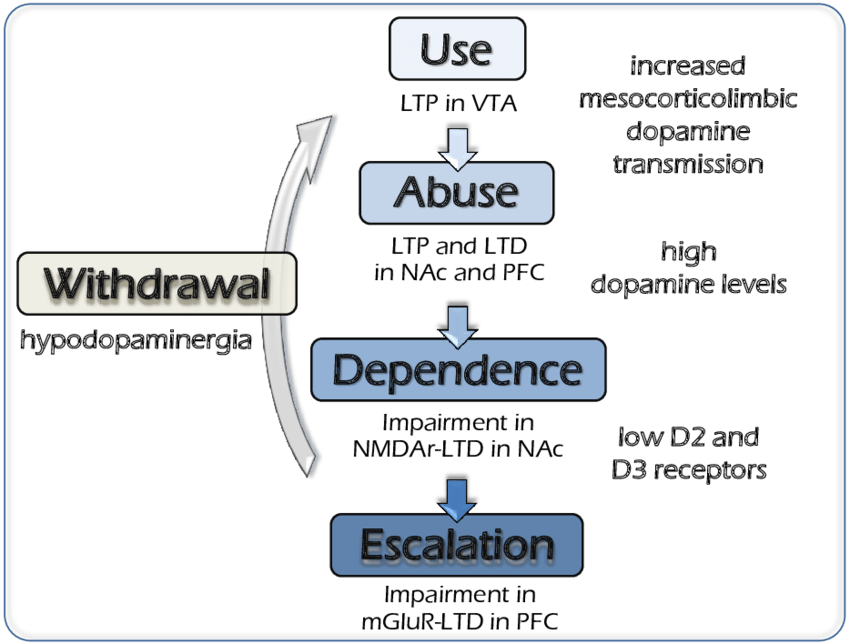 Use
LTP in VTA
increased
mesocorticolimbic
dopamine
transmission
Abuse
LTP and LTD
in NAc and PFC
high
dopamine levels
Withdrawal
hypodopaminergia
Dependence
Impairment in
NMDAr-LTD in NAc
low D2 and
D3 receptors
Escalation
Impairment in
mGluR-LTD in PFC